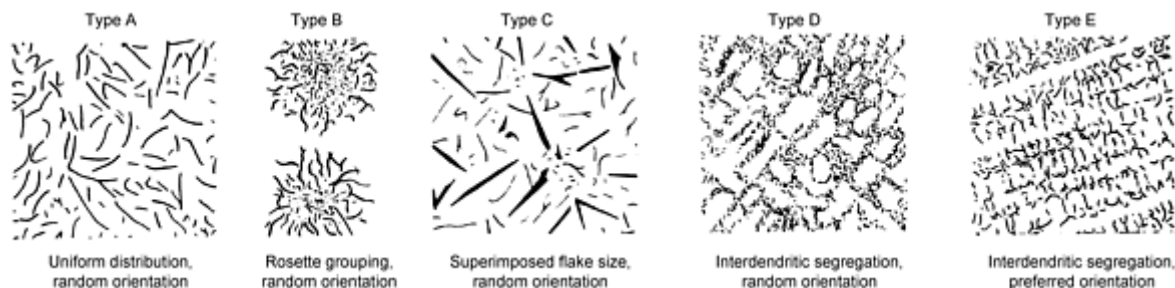 Type A
Type B
Type C
Type D
Type E
Uniform distribution,
random orientation
Rosette grouping,
random orientation
Superimposed flake size,
random orientation
Interdendritic segregation,
random orientation
Interdendritic segregation,
preferred orientation